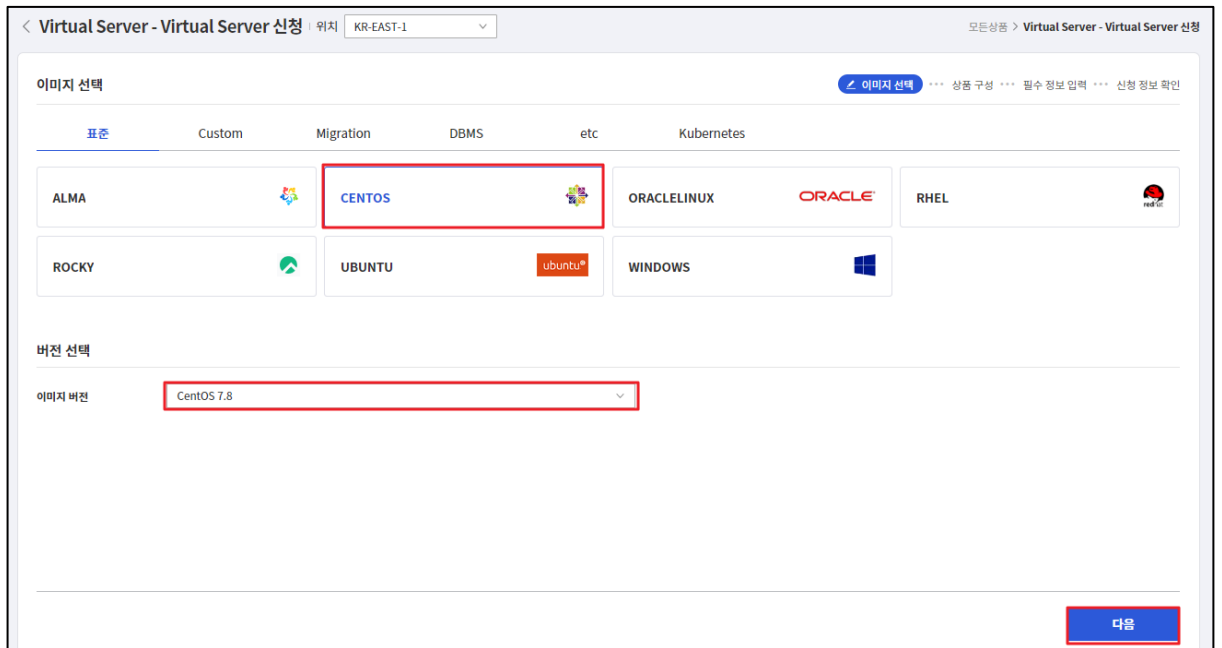 Virtual Server - Virtual Server 신청 위치 KR-EAST-1
모든상품 > Virtual Server - Virtual Server 신청
이미지 선택
이미지 선택 ··· 상품 구성 ··· 필수 정보 입력 ··· 신청 정보 확인
표준 Custom Migration DBMS etc Kubernetes
ALMA
CENTOS
ORACLELINUX ORACLE
RHEL redhat
ROCKY
UBUNTU ubuntu®
WINDOWS
버전 선택
이미지 버전 CentOS 7.8
다음